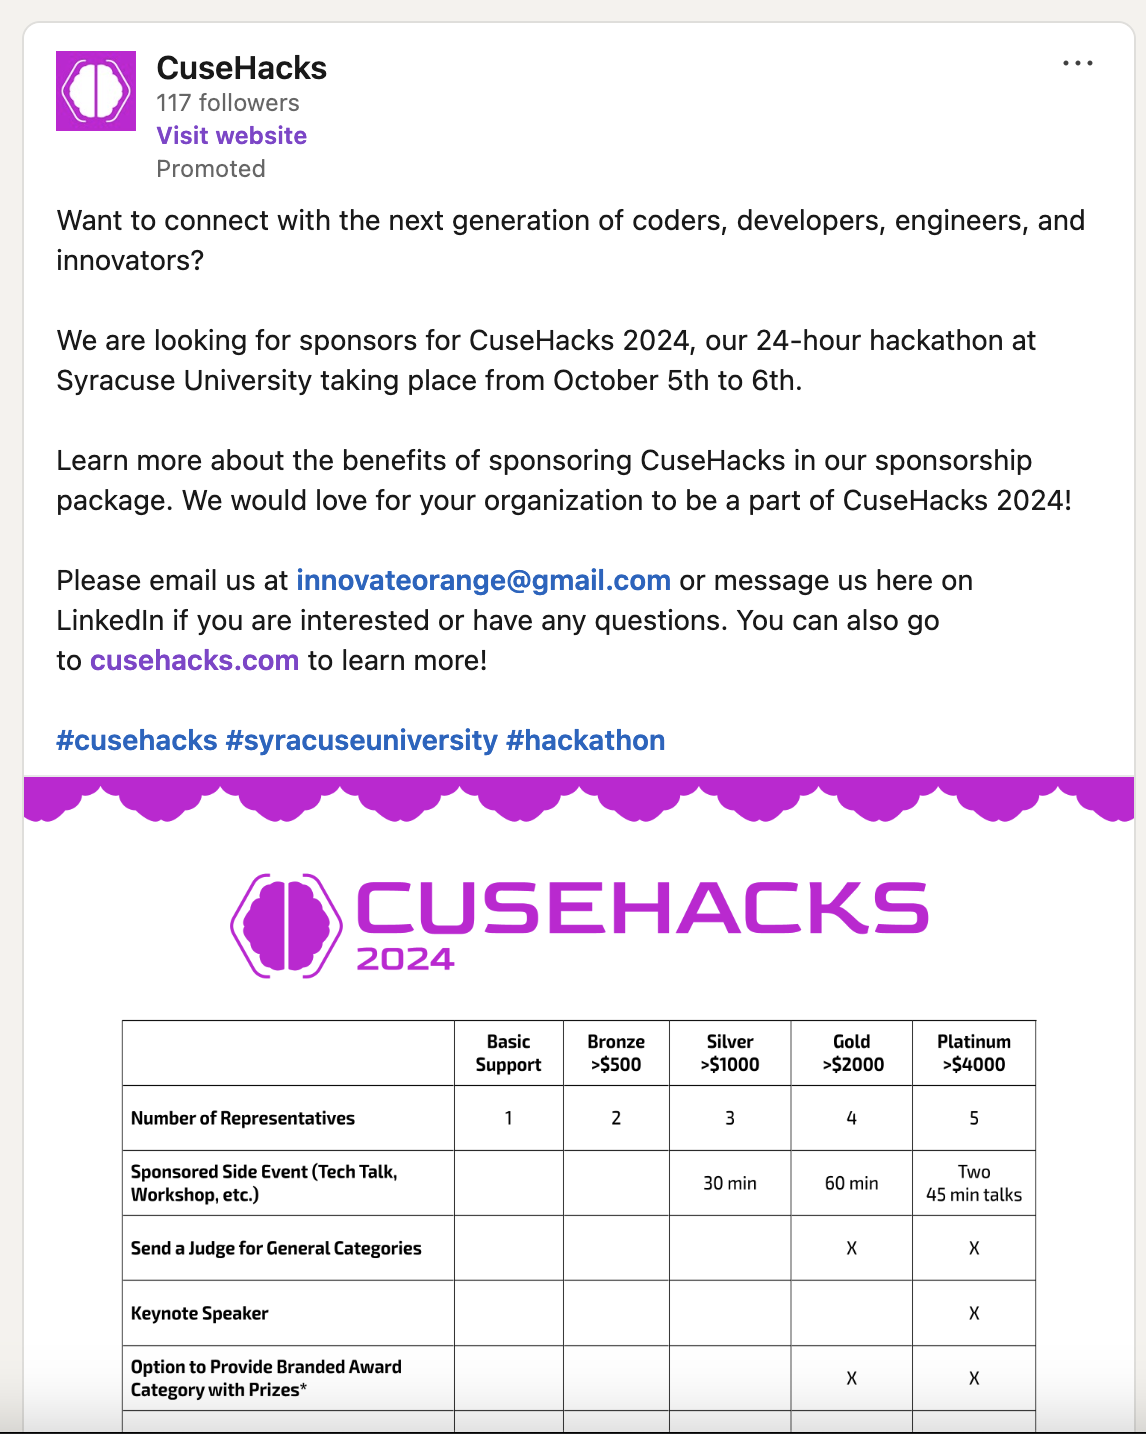 CuseHacks
117 followers
Visit website
Promoted
Want to connect with the next generation of coders, developers, engineers, and
innovators?
We are looking for sponsors for CuseHacks 2024, our 24-hour hackathon at
Syracuse University taking place from October 5th to 6th.
Learn more about the benefits of sponsoring CuseHacks in our sponsorship
package. We would love for your organization to be a part of CuseHacks 2024!
Please email us at innovateorange@gmail.com or message us here on
LinkedIn if you are interested or have any questions. You can also go
to cusehacks.com to learn more!
#cusehacks #syracuseuniversity #hackathon
CUSEHACKS
2024
Basic Support Bronze >$500 Silver >$1000 Gold >$2000 Platinum >$4000
Number of Representatives 1 2 3 4 5
Sponsored Side Event (Tech Talk, Workshop, etc.) 30 min 60 min Two 45 min talks
Send a Judge for General Categories X X
Keynote Speaker X
Option to Provide Branded Award Category with Prizes* X X